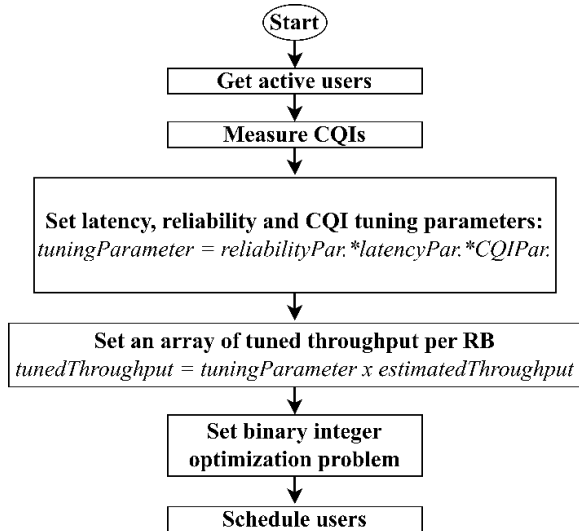 Start
Get active users
Measure CQIs
Set latency, reliability and CQI tuning parameters:
tuningParameter = reliabilityPar.*latencyPar.*CQIPar.
Set an array of tuned throughput per RB
tunedThroughput = tuningParameter x estimatedThroughput
Set binary integer
optimization problem
Schedule users